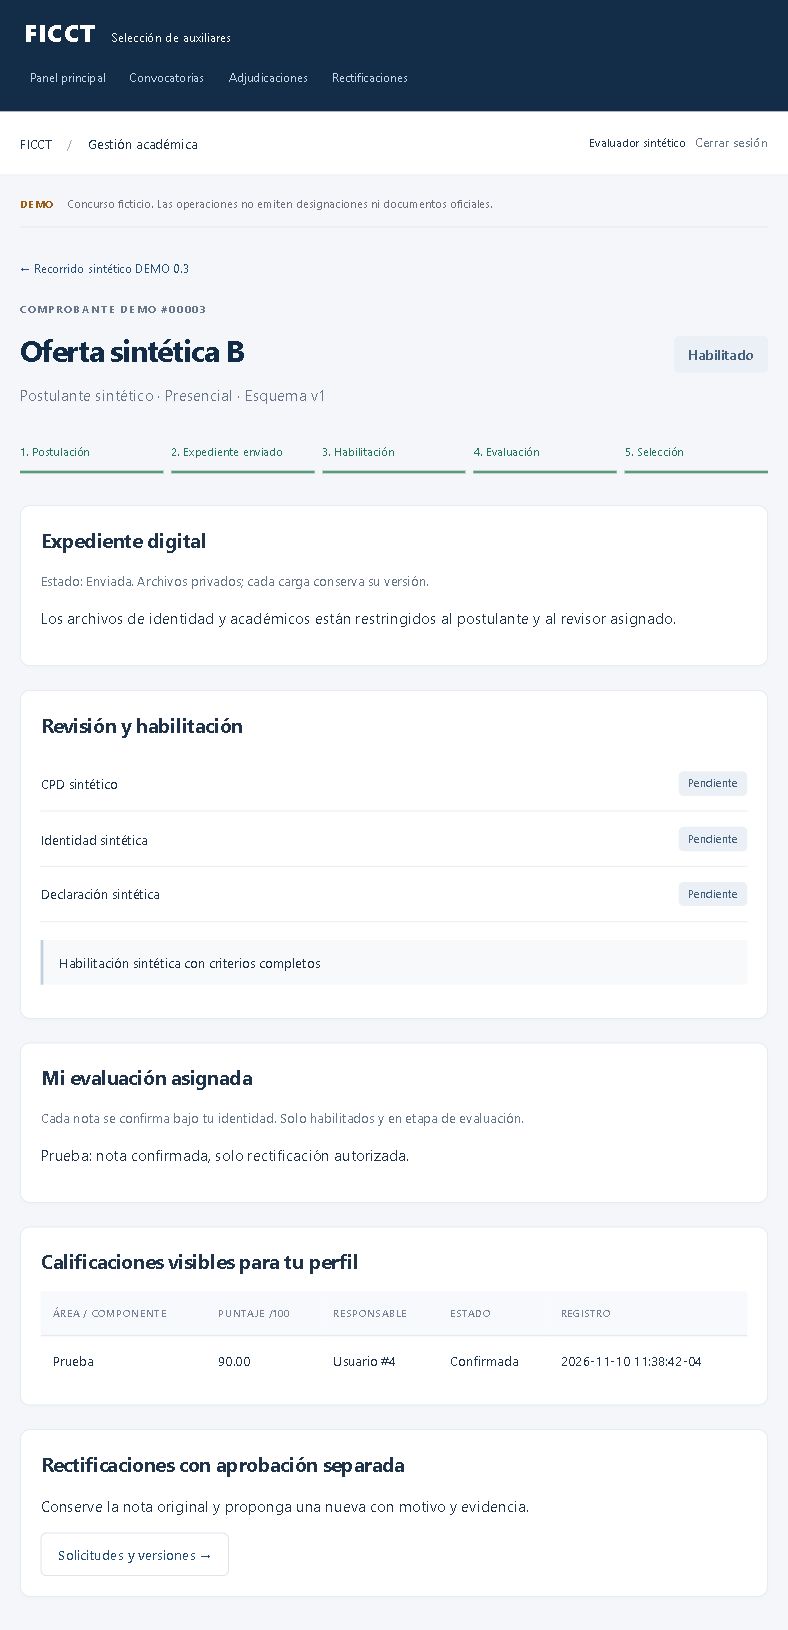 FICCT Selección de auxiliares
Panel principal Convocatorias Adjudicaciones Rectificaciones
FICCT / Gestión académica Evaluador sintético Cerrar sesión
DEMO Concurso ficticio. Las operaciones no emiten designaciones ni documentos oficiales.
← Recorrido sintético DEMO 0.3
COMPROBANTE DEMO #00003
Oferta sintética B Habilitado
Postulante sintético · Presencial · Esquema v1
1. Postulación 2. Expediente enviado 3. Habilitación 4. Evaluación 5. Selección
Expediente digital
Estado: Enviada. Archivos privados; cada carga conserva su versión.
Los archivos de identidad y académicos están restringidos al postulante y al revisor asignado.
Revisión y habilitación
CPD sintético Pendiente
Identidad sintética Pendiente
Declaración sintética Pendiente
Habilitación sintética con criterios completos
Mi evaluación asignada
Cada nota se confirma bajo tu identidad. Solo habilitados y en etapa de evaluación.
Prueba: nota confirmada, solo rectificación autorizada.
Calificaciones visibles para tu perfil
ÁREA / COMPONENTE PUNTAJE /100 RESPONSABLE ESTADO REGISTRO
Prueba 90.00 Usuario #4 Confirmada 2026-11-10 11:38:42-04
Rectificaciones con aprobación separada
Conserve la nota original y proponga una nueva con motivo y evidencia.
Solicitudes y versiones →